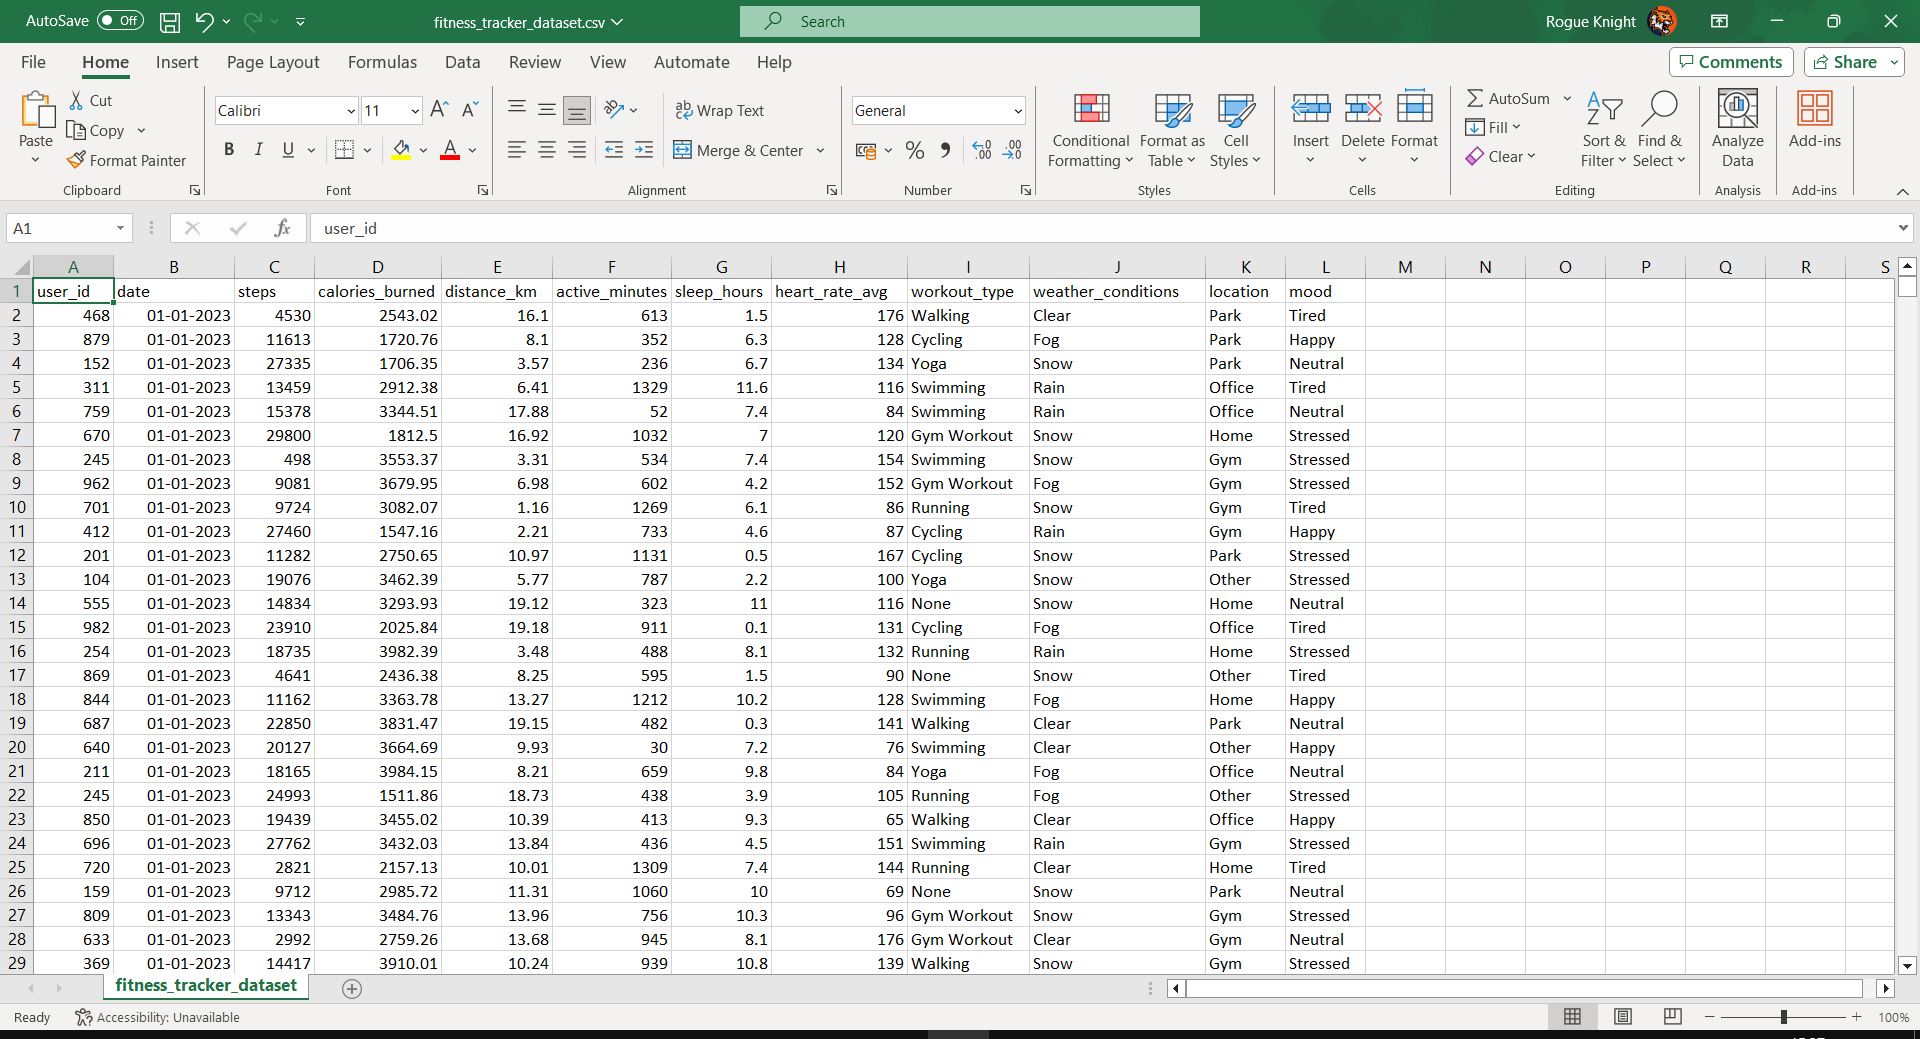 AutoSave Off fitness_tracker_dataset.csv Search Rogue Knight
File Home Insert Page Layout Formulas Data Review View Automate Help Comments Share
Paste Cut Copy Format Painter
Clipboard
Calibri 11
B I U A
Font
Wrap Text
Merge & Center
Alignment
General
Number
Conditional Formatting Format as Table Cell Styles
Styles
Insert Delete Format
Cells
AutoSum
Fill
Clear
Sort & Filter Find & Select
Editing
Analyze Data
Analysis
Add-ins
Add-ins
A1 fx user_id
A B C D E F G H I J K L M N O P Q R S
1 user_id date steps calories_burned distance_km active_minutes sleep_hours heart_rate_avg workout_type weather_conditions location mood
2 468 01-01-2023 4530 2543.02 16.1 613 1.5 176 Walking Clear Park Tired
3 879 01-01-2023 11613 1720.76 8.1 352 6.3 128 Cycling Fog Park Happy
4 152 01-01-2023 27335 1706.35 3.57 236 6.7 134 Yoga Snow Park Neutral
5 311 01-01-2023 13459 2912.38 6.41 1329 11.6 116 Swimming Rain Office Tired
6 759 01-01-2023 15378 3344.51 17.88 52 7.4 84 Swimming Rain Office Neutral
7 670 01-01-2023 29800 1812.5 16.92 1032 7 120 Gym Workout Snow Home Stressed
8 245 01-01-2023 498 3553.37 3.31 534 7.4 154 Swimming Snow Gym Stressed
9 962 01-01-2023 9081 3679.95 6.98 602 4.2 152 Gym Workout Fog Gym Stressed
10 701 01-01-2023 9724 3082.07 1.16 1269 6.1 86 Running Snow Gym Tired
11 412 01-01-2023 27460 1547.16 2.21 733 4.6 87 Cycling Rain Gym Happy
12 201 01-01-2023 11282 2750.65 10.97 1131 0.5 167 Cycling Snow Park Stressed
13 104 01-01-2023 19076 3462.39 5.77 787 2.2 100 Yoga Snow Other Stressed
14 555 01-01-2023 14834 3293.93 19.12 323 11 116 None Snow Home Neutral
15 982 01-01-2023 23910 2025.84 19.18 911 0.1 131 Cycling Fog Office Tired
16 254 01-01-2023 18735 3982.39 3.48 488 8.1 132 Running Rain Home Stressed
17 869 01-01-2023 4641 2436.38 8.25 595 1.5 90 None Snow Other Tired
18 844 01-01-2023 11162 3363.78 13.27 1212 10.2 128 Swimming Fog Home Happy
19 687 01-01-2023 22850 3831.47 19.15 482 0.3 141 Walking Clear Park Neutral
20 640 01-01-2023 20127 3664.69 9.93 30 7.2 76 Swimming Clear Other Happy
21 211 01-01-2023 18165 3984.15 8.21 659 9.8 84 Yoga Fog Office Neutral
22 245 01-01-2023 24993 1511.86 18.73 438 3.9 105 Running Fog Other Stressed
23 850 01-01-2023 19439 3455.02 10.39 413 9.3 65 Walking Clear Office Happy
24 696 01-01-2023 27762 3432.03 13.84 436 4.5 151 Swimming Rain Gym Stressed
25 720 01-01-2023 2821 2157.13 10.01 1309 7.4 144 Running Clear Home Tired
26 159 01-01-2023 9712 2985.72 11.31 1060 10 69 None Snow Park Neutral
27 809 01-01-2023 13343 3484.76 13.96 756 10.3 96 Gym Workout Snow Gym Stressed
28 633 01-01-2023 2992 2759.26 13.68 945 8.1 176 Gym Workout Clear Gym Neutral
29 369 01-01-2023 14417 3910.01 10.24 939 10.8 139 Walking Snow Gym Stressed
fitness_tracker_dataset
Ready Accessibility: Unavailable 100%